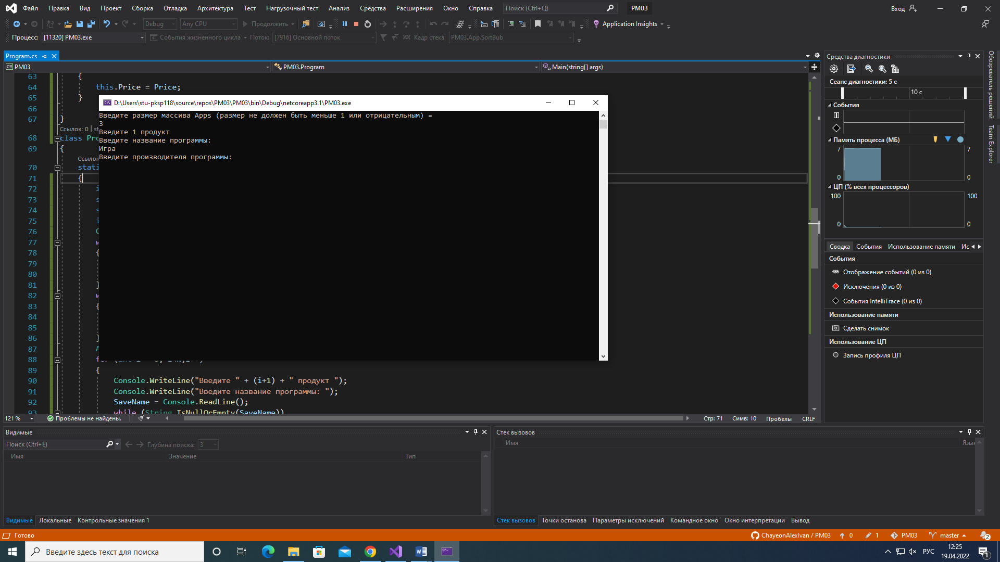 Файл Правка Вид Проект Сборка Отладка Архитектура Тест Нагрузочный тест Анализ Средства Расширения Окно Справка Поиск (Ctrl+Q) PM03 Вход
Debug Any CPU Продолжить Application Insights
Процесс: [11320] PM03.exe События жизненного цикла Поток: [7916] Основной поток Кадр стека: PM03.App.SortBub
Program.cs
PM03 PM03.Program Main(string[] args)
63 {
64 this.Price = Price;
65 }
66
67 }
Ссылок: 0 | st
68 class Pro
69 {
Ссылок
70 stati
71 {
72 i
73 s
74 s
75 i
76 C
77 w
78 {
79
80
81 }
82 w
83 {
84
85
86 }
87 A
88
89 {
90 Console.WriteLine("Введите " + (i+1) + " продукт ");
91 Console.WriteLine("Введите название программы: ");
92 SaveName = Console.ReadLine();
93 while (String.IsNullOrEmpty(SaveName))
D:\Users\stu-pksp118\source\repos\PM03\PM03\bin\Debug\netcoreapp3.1\PM03.exe
Введите размер массива Apps (размер не должен быть меньше 1 или отрицательным) =
3
Введите 1 продукт
Введите название программы:
Игра
Введите производителя программы:
121 % Проблемы не найдены. Стр: 71 Симв: 10 Пробелы CRLF
Средства диагностики
Сеанс диагностики: 5 с
10 с
События
Память процесса (МБ)
7 7
0 0
ЦП (% всех процессоров)
100 100
0 0
Сводка События Использование памяти Ис
События
Отображение событий (0 из 0)
Исключения (0 из 0)
События IntelliTrace (0 из 0)
Использование памяти
Сделать снимок
Использование ЦП
Запись профиля ЦП
Обозреватель решений
Team Explorer
Видимые
Поиск (Ctrl+E) Глубина поиска: 3
Имя Значение Тип
Видимые Локальные Контрольные значения 1
Стек вызовов
Имя Язык
Стек вызовов Точки останова Параметры исключений Командное окно Окно интерпретации Вывод
Готово ChayeonAlexIvan / PM03 0 1 PM03 master 2
Введите здесь текст для поиска
РУС 12:25
19.04.2022
1